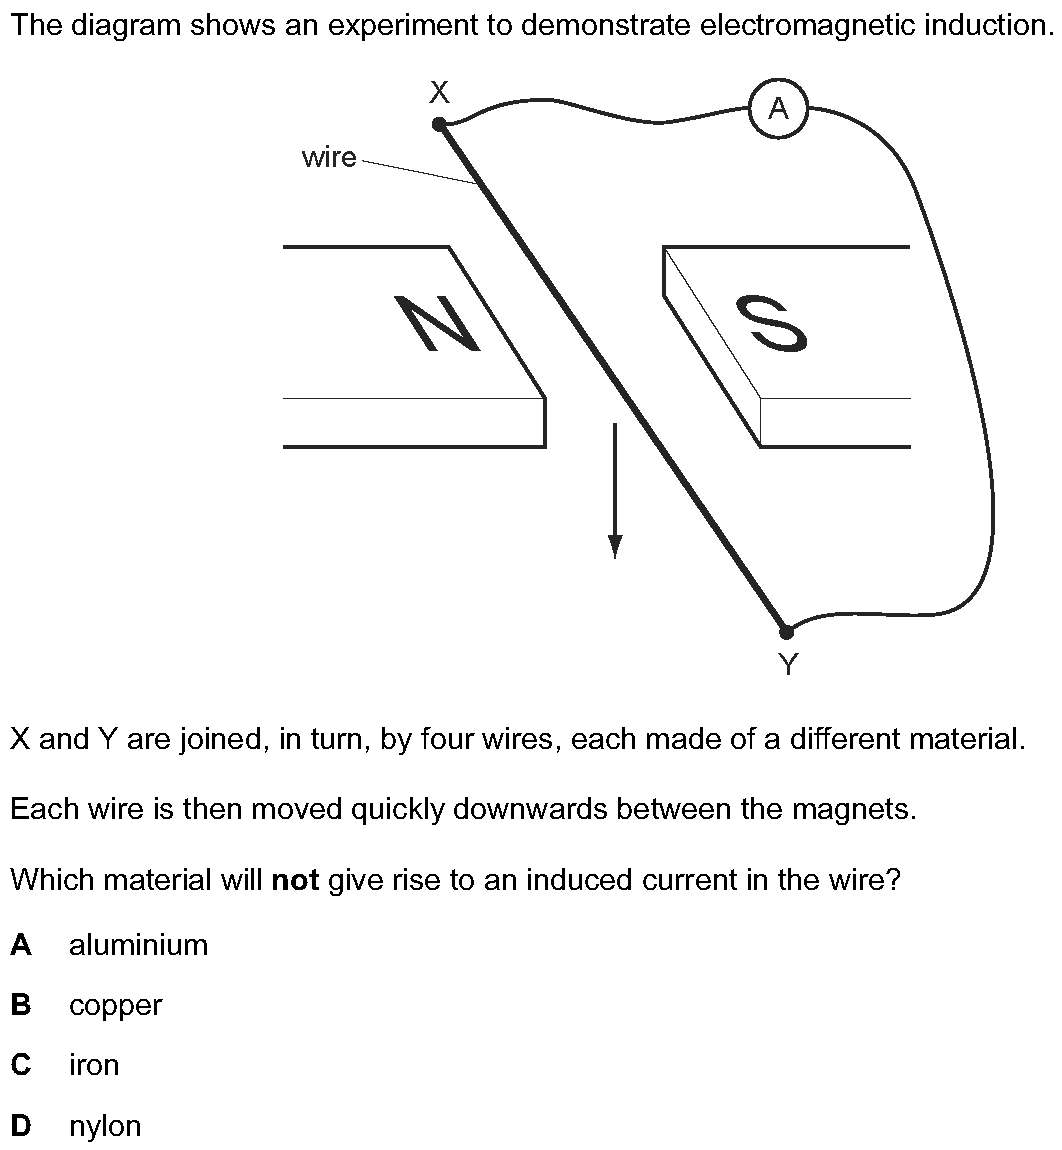 The diagram shows an experiment to demonstrate electromagnetic induction.
X
A
wire
N
S
Y
X and Y are joined, in turn, by four wires, each made of a different material.
Each wire is then moved quickly downwards between the magnets.
Which material will not give rise to an induced current in the wire?
A aluminium
B copper
C iron
D nylon